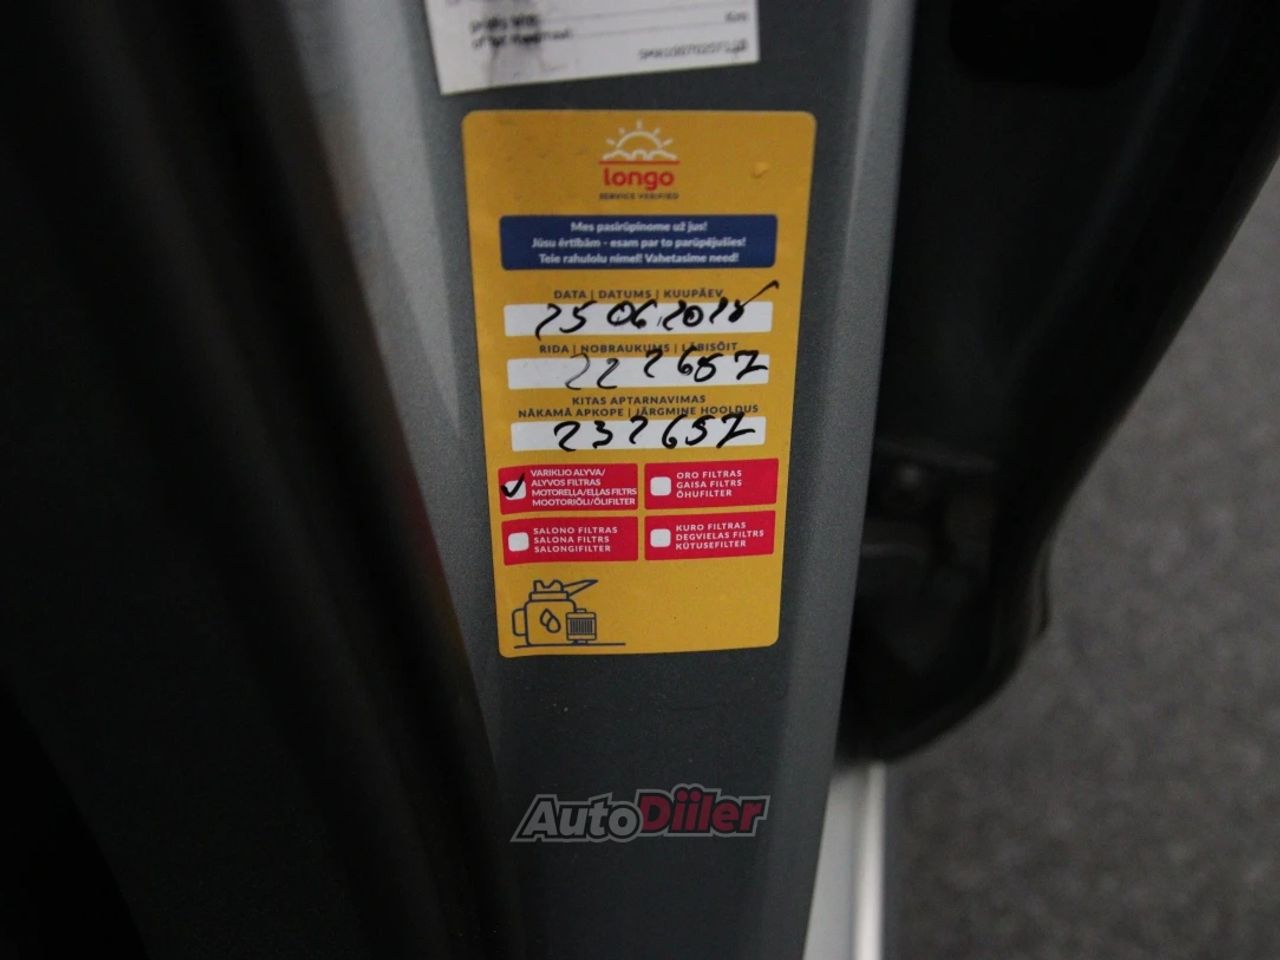 longo
SERVICE VERIFIED
Mes pasirūpinome už jus!
Jūsu ērtībām - esam par to parūpējušies!
Teie rahulolu nimel! Vahetasime need!
DATA | DATUMS | KUUPÄEV
25 06.20
RIDA | NOBRAUKUMS | LÄBISÕIT
222657
KITAS APTARNAVIMAS
NĀKAMĀ APKOPE | JÄRGMINE HOOLDUS
232657
VARIKLIO ALYVA/
ALYVOS FILTRAS
MOTOREĻĻA/EĻĻAS FILTRS
MOOTORIÕLI/ÕLIFILTER
ORO FILTRAS
GAISA FILTRS
ÕHUFILTER
SALONO FILTRAS
SALONA FILTRS
SALONGIFILTER
KURO FILTRAS
DEGVIELAS FILTRS
KÜTUSEFILTER
AutoDiiler